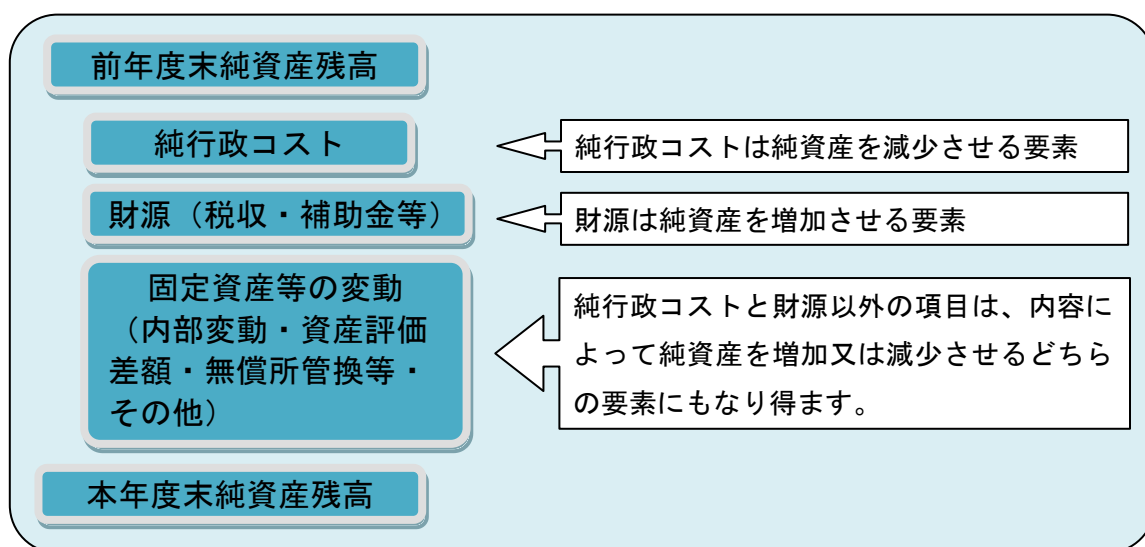 前年度末純資産残高
純行政コスト
純行政コストは純資産を減少させる要素
財源（税収・補助金等）
財源は純資産を増加させる要素
固定資産等の変動
（内部変動・資産評価
差額・無償所管換等・
その他）
純行政コストと財源以外の項目は、内容に
よって純資産を増加又は減少させるどちら
の要素にもなり得ます。
本年度末純資産残高